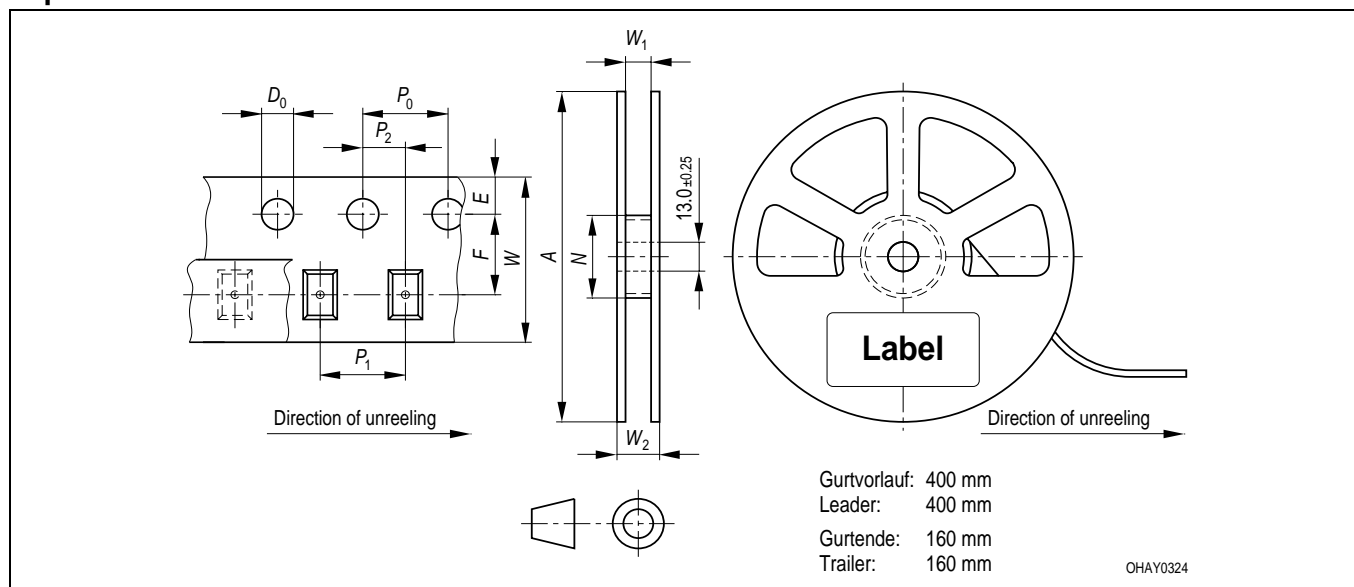 W1
D0
P0
P2
E
F
W
A
N
13.0 ±0.25
Label
P1
Direction of unreeling
W2
Direction of unreeling
Gurtvorlauf: 400 mm
Leader: 400 mm
Gurtende: 160 mm
Trailer: 160 mm
OHAY0324